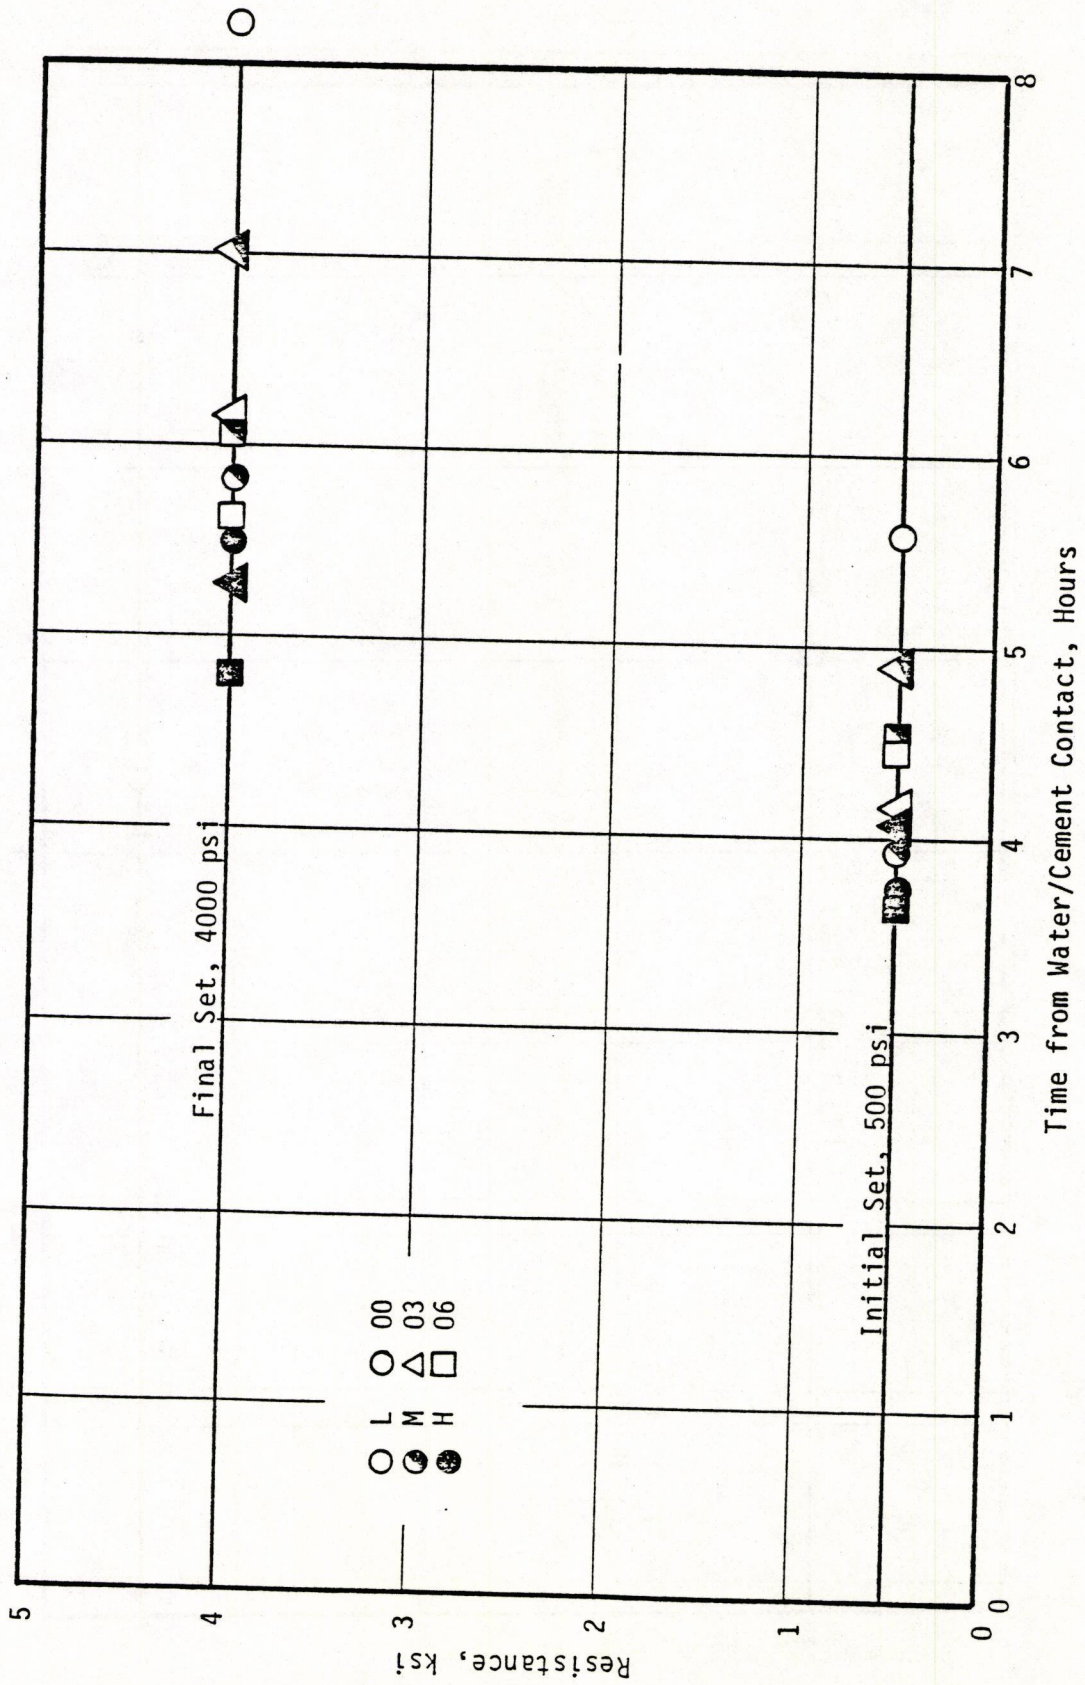 5
4
3
2
1
0
Resistance, ksi
Final Set, 4000 psi
L 00
M 03
H 06
Initial Set, 500 psi
0 1 2 3 4 5 6 7 8
Time from Water/Cement Contact, Hours